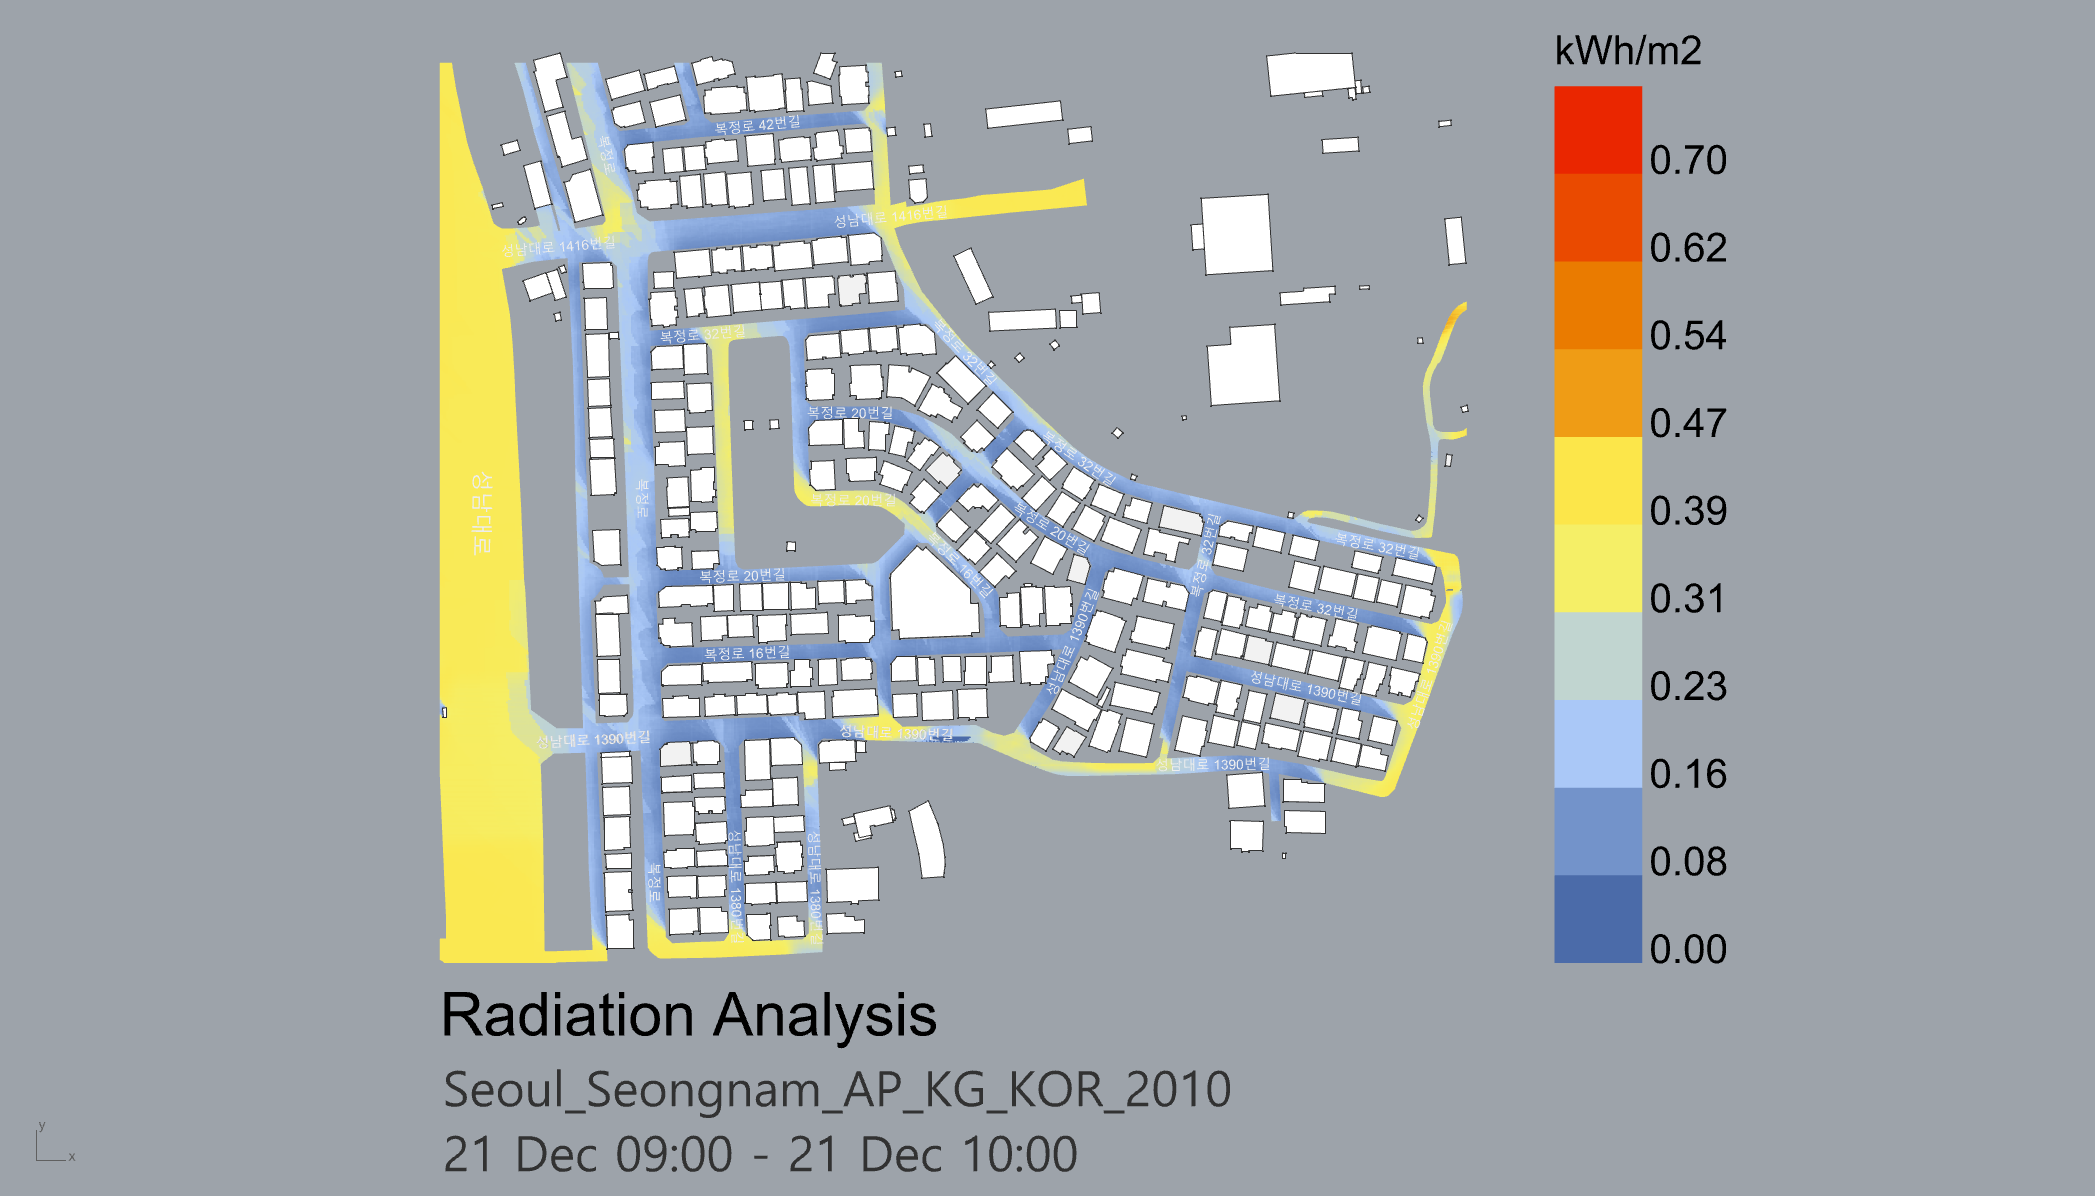 kWh/m2
0.70
0.62
0.54
0.47
0.39
0.31
0.23
0.16
0.08
0.00
복정로 42번길
복정로
성남대로 1416번길
성남대로 1416번길
복정로 32번길
복정로 32번길
복정로 20번길
복정로 32번길
성남대로
복정로
복정로 20번길
복정로 20번길
복정로 32번길
복정로 32번길
복정로 16번길
복정로 20번길
복정로 32번길
성남대로 1390번길
복정로 16번길
성남대로 1390번길
성남대로 1390번길
성남대로 1390번길
성남대로 1390번길
성남대로 1390번길
복정로
성남대로 1380번길
성남대로 1380번길
Radiation Analysis
Seoul_Seongnam_AP_KG_KOR_2010
21 Dec 09:00 - 21 Dec 10:00
y
x